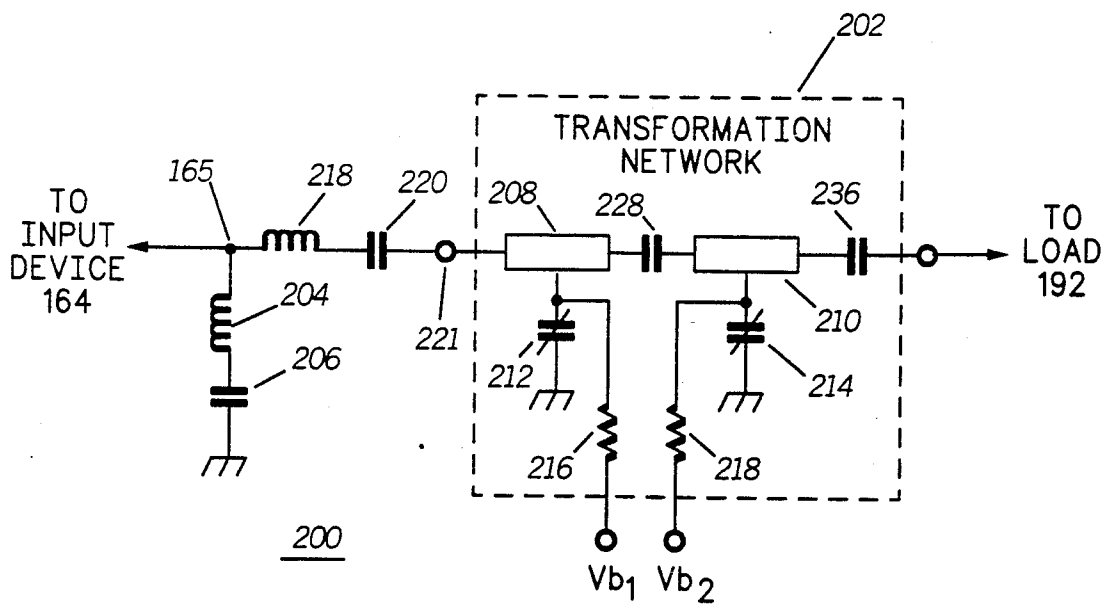 202
TRANSFORMATION
NETWORK
165
218
220
208
228
236
TO
INPUT
DEVICE
164
TO
LOAD
192
204
221
210
206
212
214
216
218
200
Vb1
Vb2